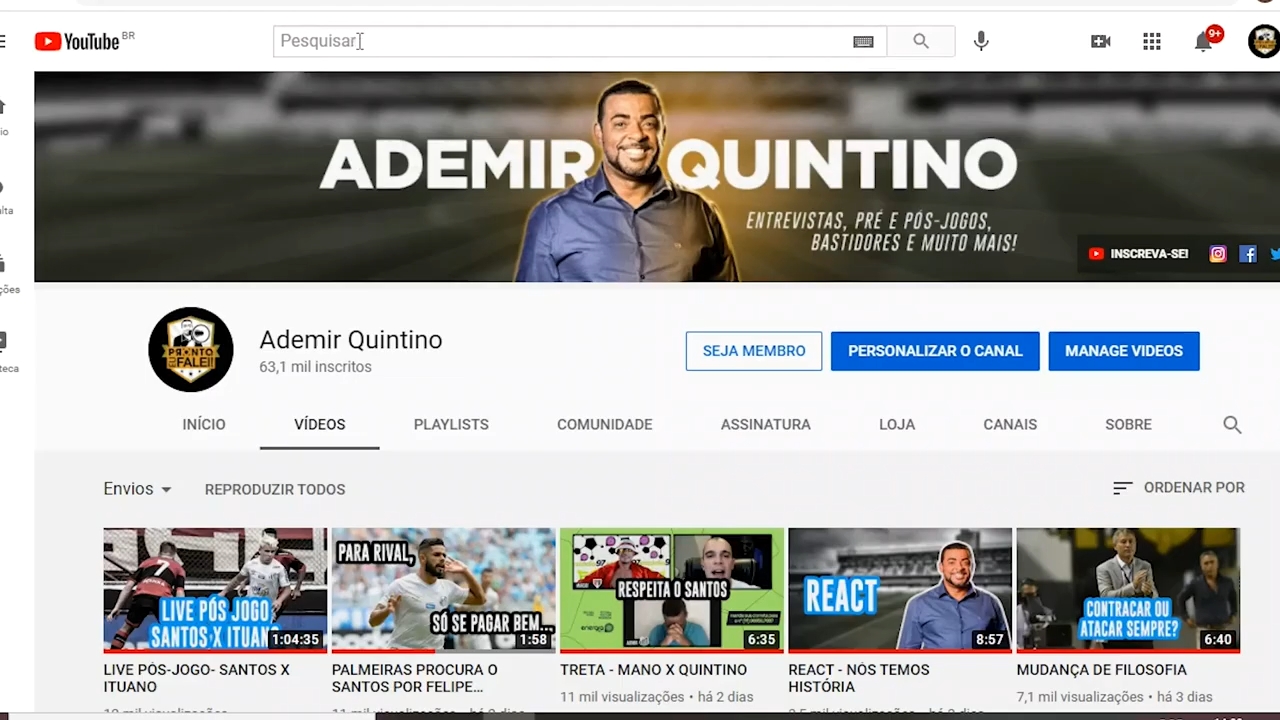 YouTube BR
Pesquisar
9+
ADEMIR QUINTINO
ENTREVISTAS, PRÉ E PÓS-JOGOS,
BASTIDORES E MUITO MAIS!
INSCREVA-SE!
PRONTO
FALEI!!
Ademir Quintino
63,1 mil inscritos
SEJA MEMBRO
PERSONALIZAR O CANAL
MANAGE VIDEOS
INÍCIO
VÍDEOS
PLAYLISTS
COMUNIDADE
ASSINATURA
LOJA
CANAIS
SOBRE
Envios
REPRODUZIR TODOS
ORDENAR POR
LIVE PÓS JOGO
SANTOS X ITUANO
1:04:35
LIVE PÓS-JOGO- SANTOS X
ITUANO
PARA RIVAL,
SÓ SE PAGAR BEM...
1:58
PALMEIRAS PROCURA O
SANTOS POR FELIPE...
RESPEITA O SANTOS
6:35
TRETA - MANO X QUINTINO
11 mil visualizações • há 2 dias
REACT
8:57
REACT - NÓS TEMOS
HISTÓRIA
CONTRACAR OU
ATACAR SEMPRE?
6:40
MUDANÇA DE FILOSOFIA
7,1 mil visualizações • há 3 dias